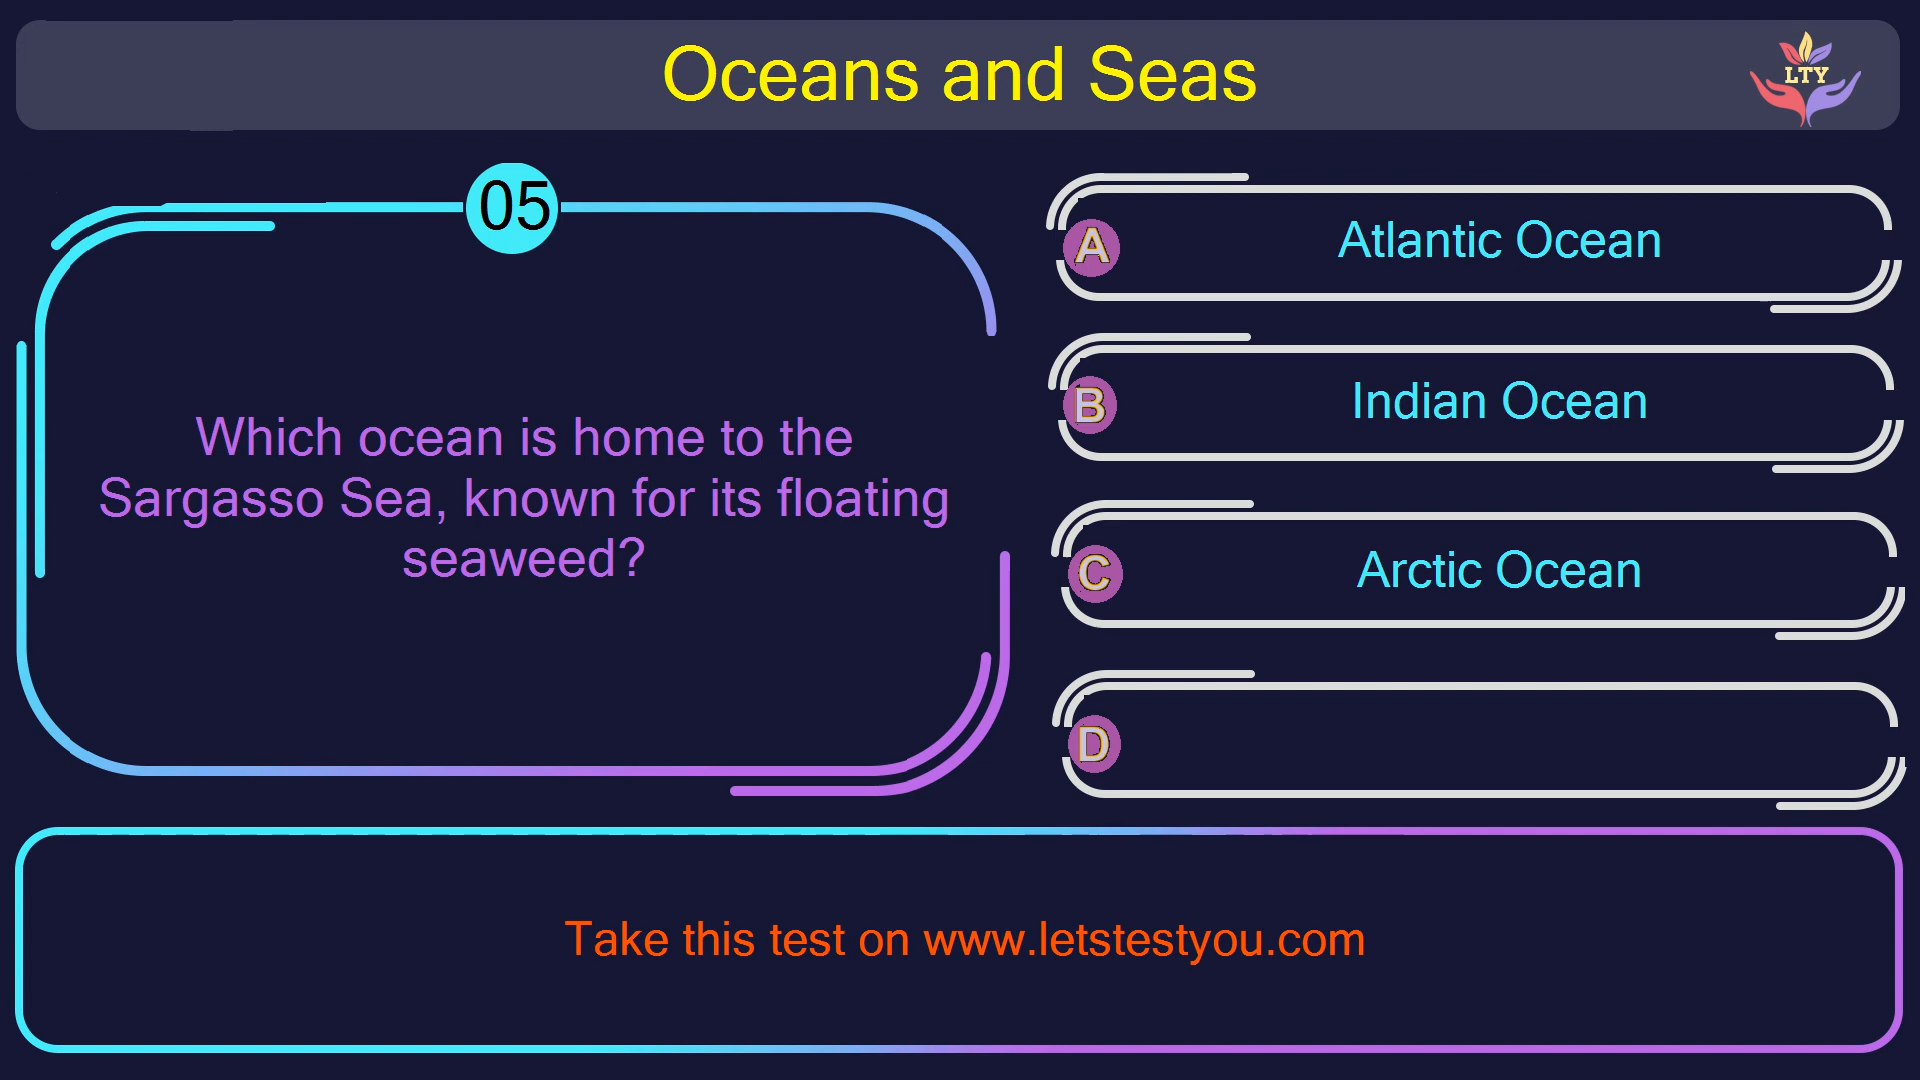 Oceans and Seas
LTY
05
Which ocean is home to the
Sargasso Sea, known for its floating
seaweed?
A
Atlantic Ocean
B
Indian Ocean
C
Arctic Ocean
D
Take this test on www.letstestyou.com